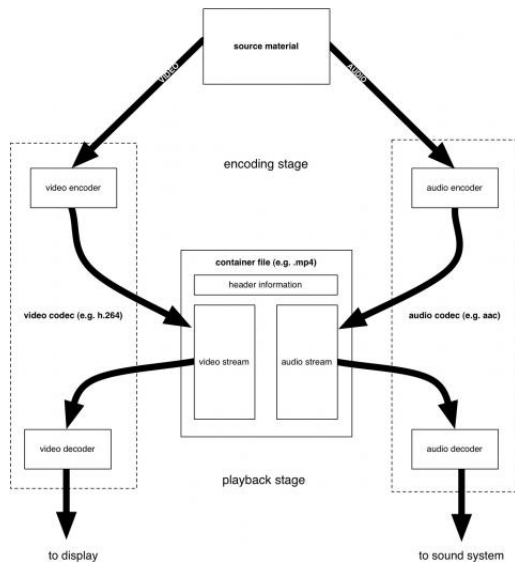 source material
VIDEO
AUDIO
encoding stage
video encoder
audio encoder
container file (e.g. .mp4)
header information
video codec (e.g. h.264)
audio codec (e.g. aac)
video stream
audio stream
video decoder
audio decoder
playback stage
to display
to sound system